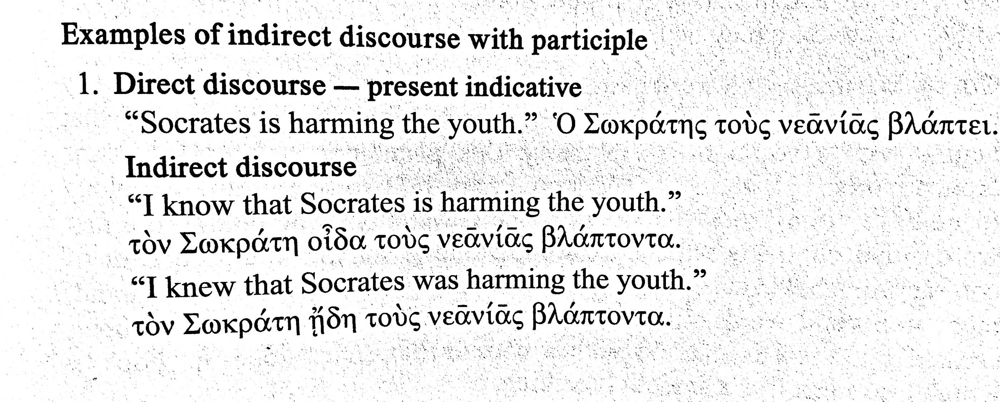 Examples of indirect discourse with participle
1. Direct discourse — present indicative
“Socrates is harming the youth.” Ὁ Σωκράτης τοὺς νεᾱνίᾱς βλάπτει.
Indirect discourse
“I know that Socrates is harming the youth.”
τὸν Σωκράτη οἶδα τοὺς νεᾱνίᾱς βλάπτοντα.
“I knew that Socrates was harming the youth.”
τὸν Σωκράτη ᾔδη τοὺς νεᾱνίᾱς βλάπτοντα.